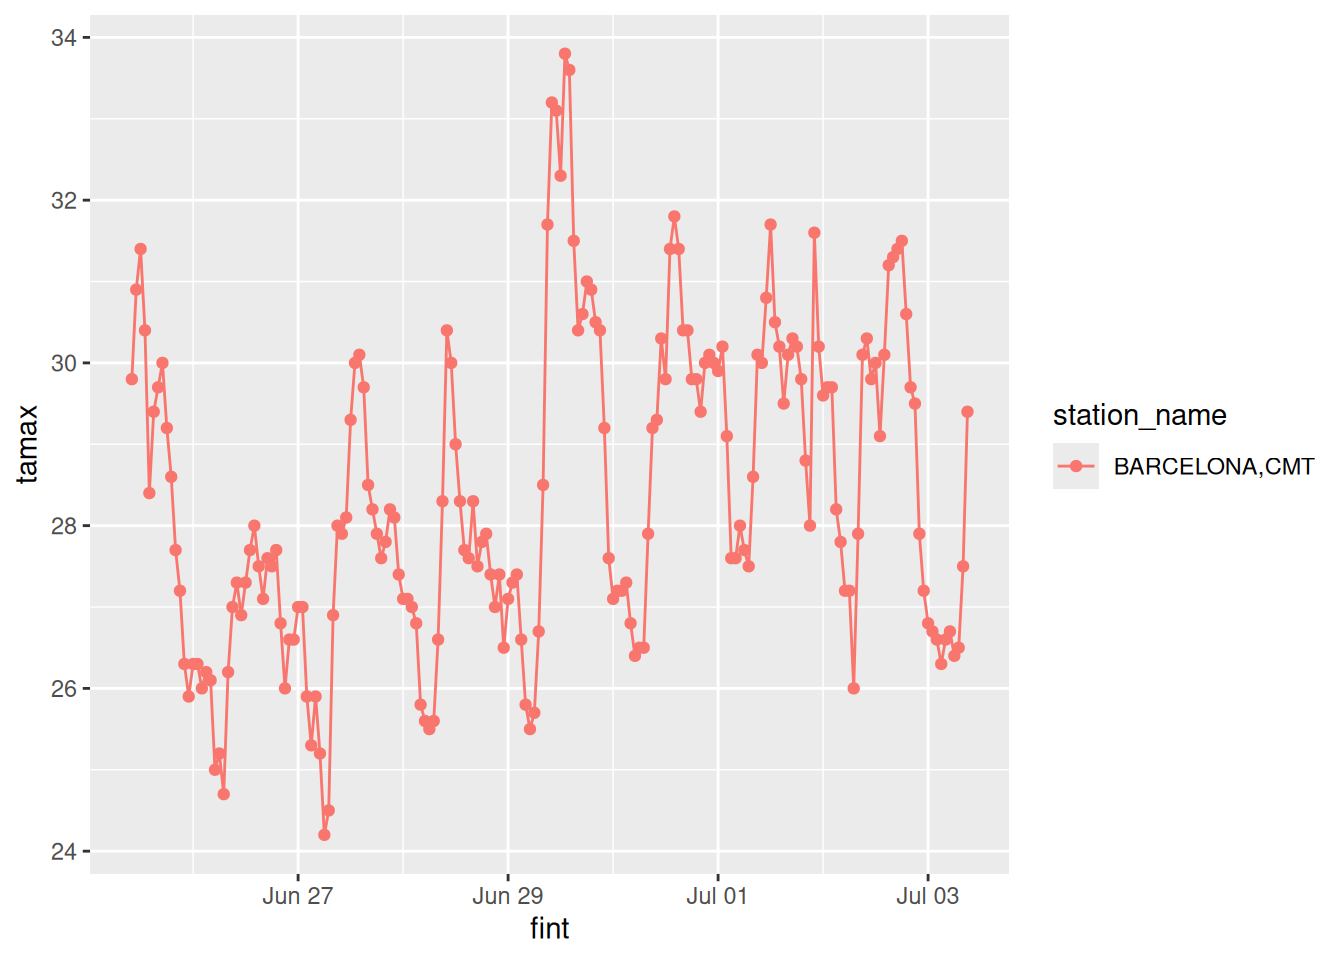 34
32
30
28
26
24
tamax
Jun 27
Jun 29
Jul 01
Jul 03
fint
station_name
BARCELONA,CMT